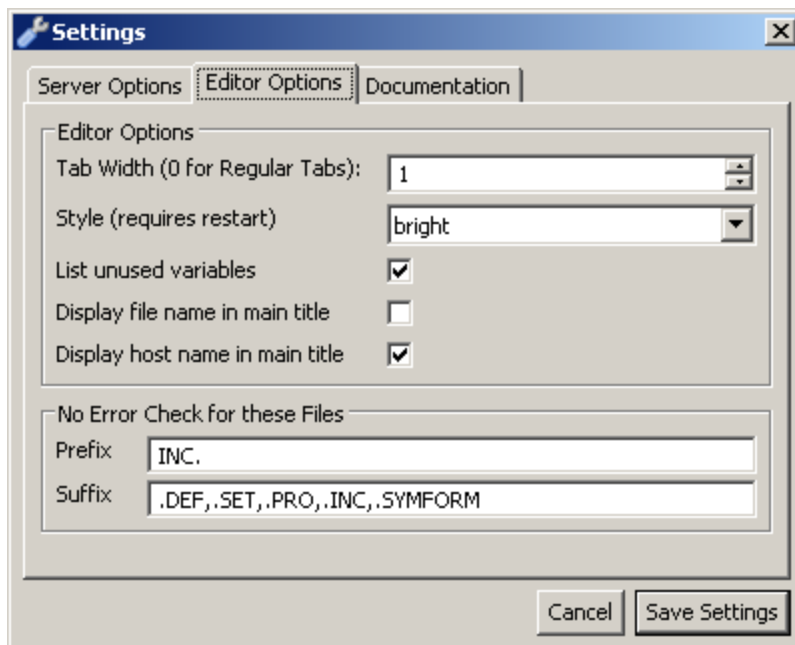 Settings
Server Options Editor Options Documentation
Editor Options
Tab Width (0 for Regular Tabs): 1
Style (requires restart) bright
List unused variables
Display file name in main title
Display host name in main title
No Error Check for these Files
Prefix INC.
Suffix .DEF,.SET,.PRO,.INC,.SYMFORM
Cancel Save Settings